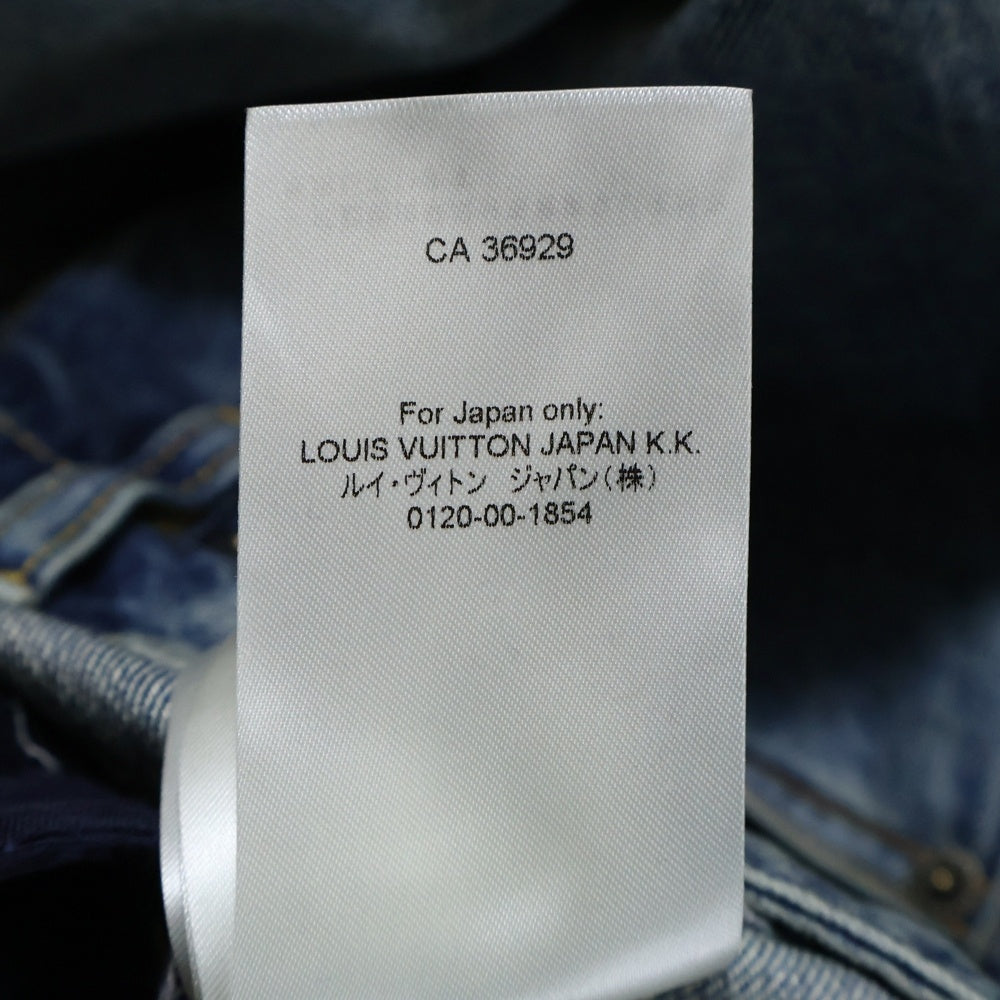 CA 36929
For Japan only:
LOUIS VUITTON JAPAN K.K.
ルイ・ヴィトン ジャパン(株)
0120-00-1854